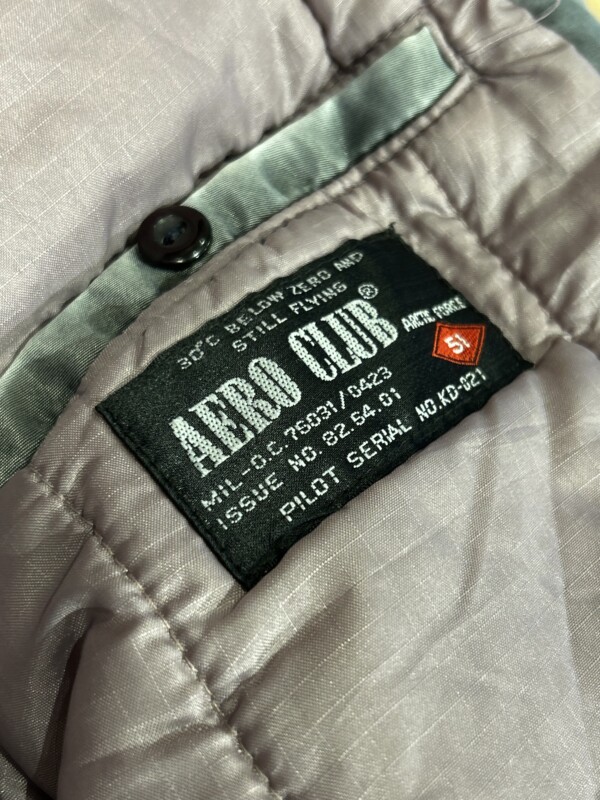 30°C BELOW ZERO AND
STILL FLYING
AERO CLUB®
ARCTIC FORCE
51
MIL-O.C 75031/0423
ISSUE NO. 82.54.01
PILOT SERIAL NO.KD-021